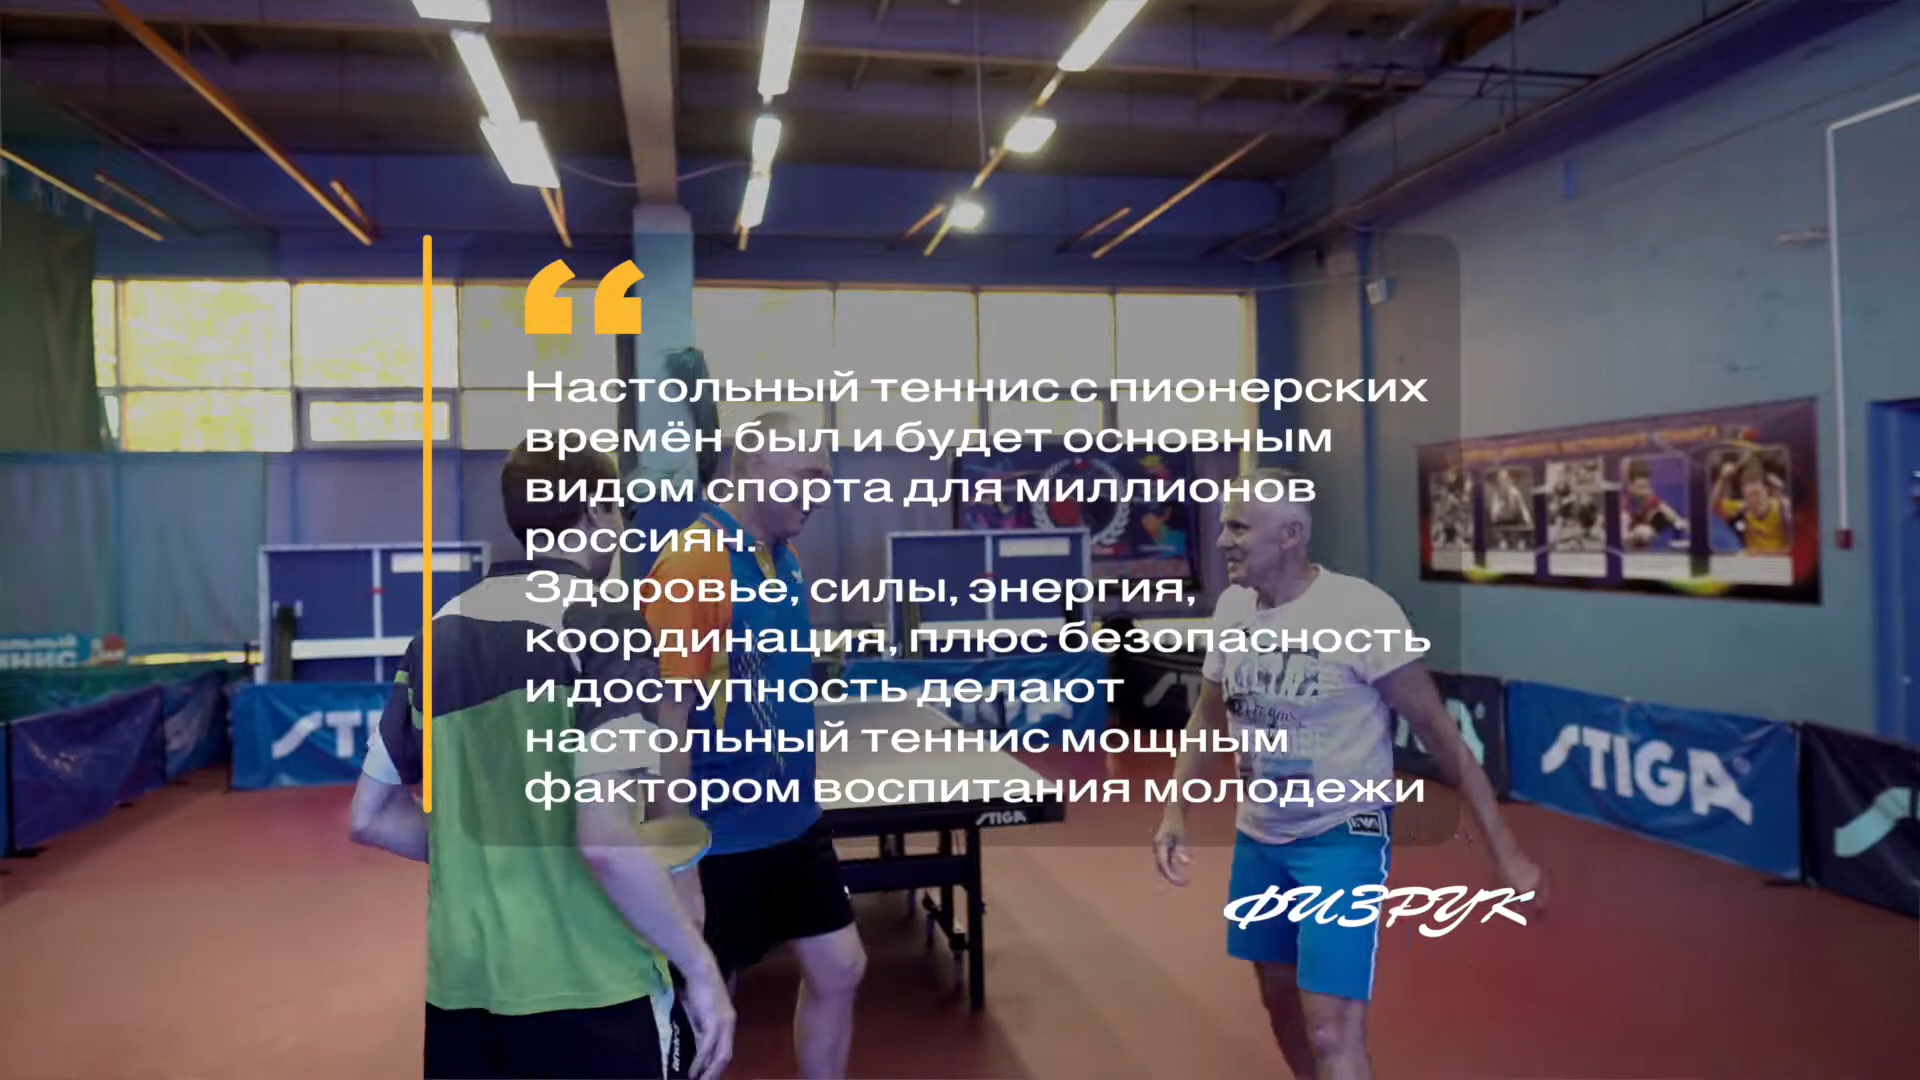 Настольный теннис с пионерских
времён был и будет основным
видом спорта для миллионов
россиян.
Здоровье, силы, энергия,
координация, плюс безопасность
и доступность делают
настольный теннис мощным
фактором воспитания молодежи
STIGA
STIGA
ФИЗРУК